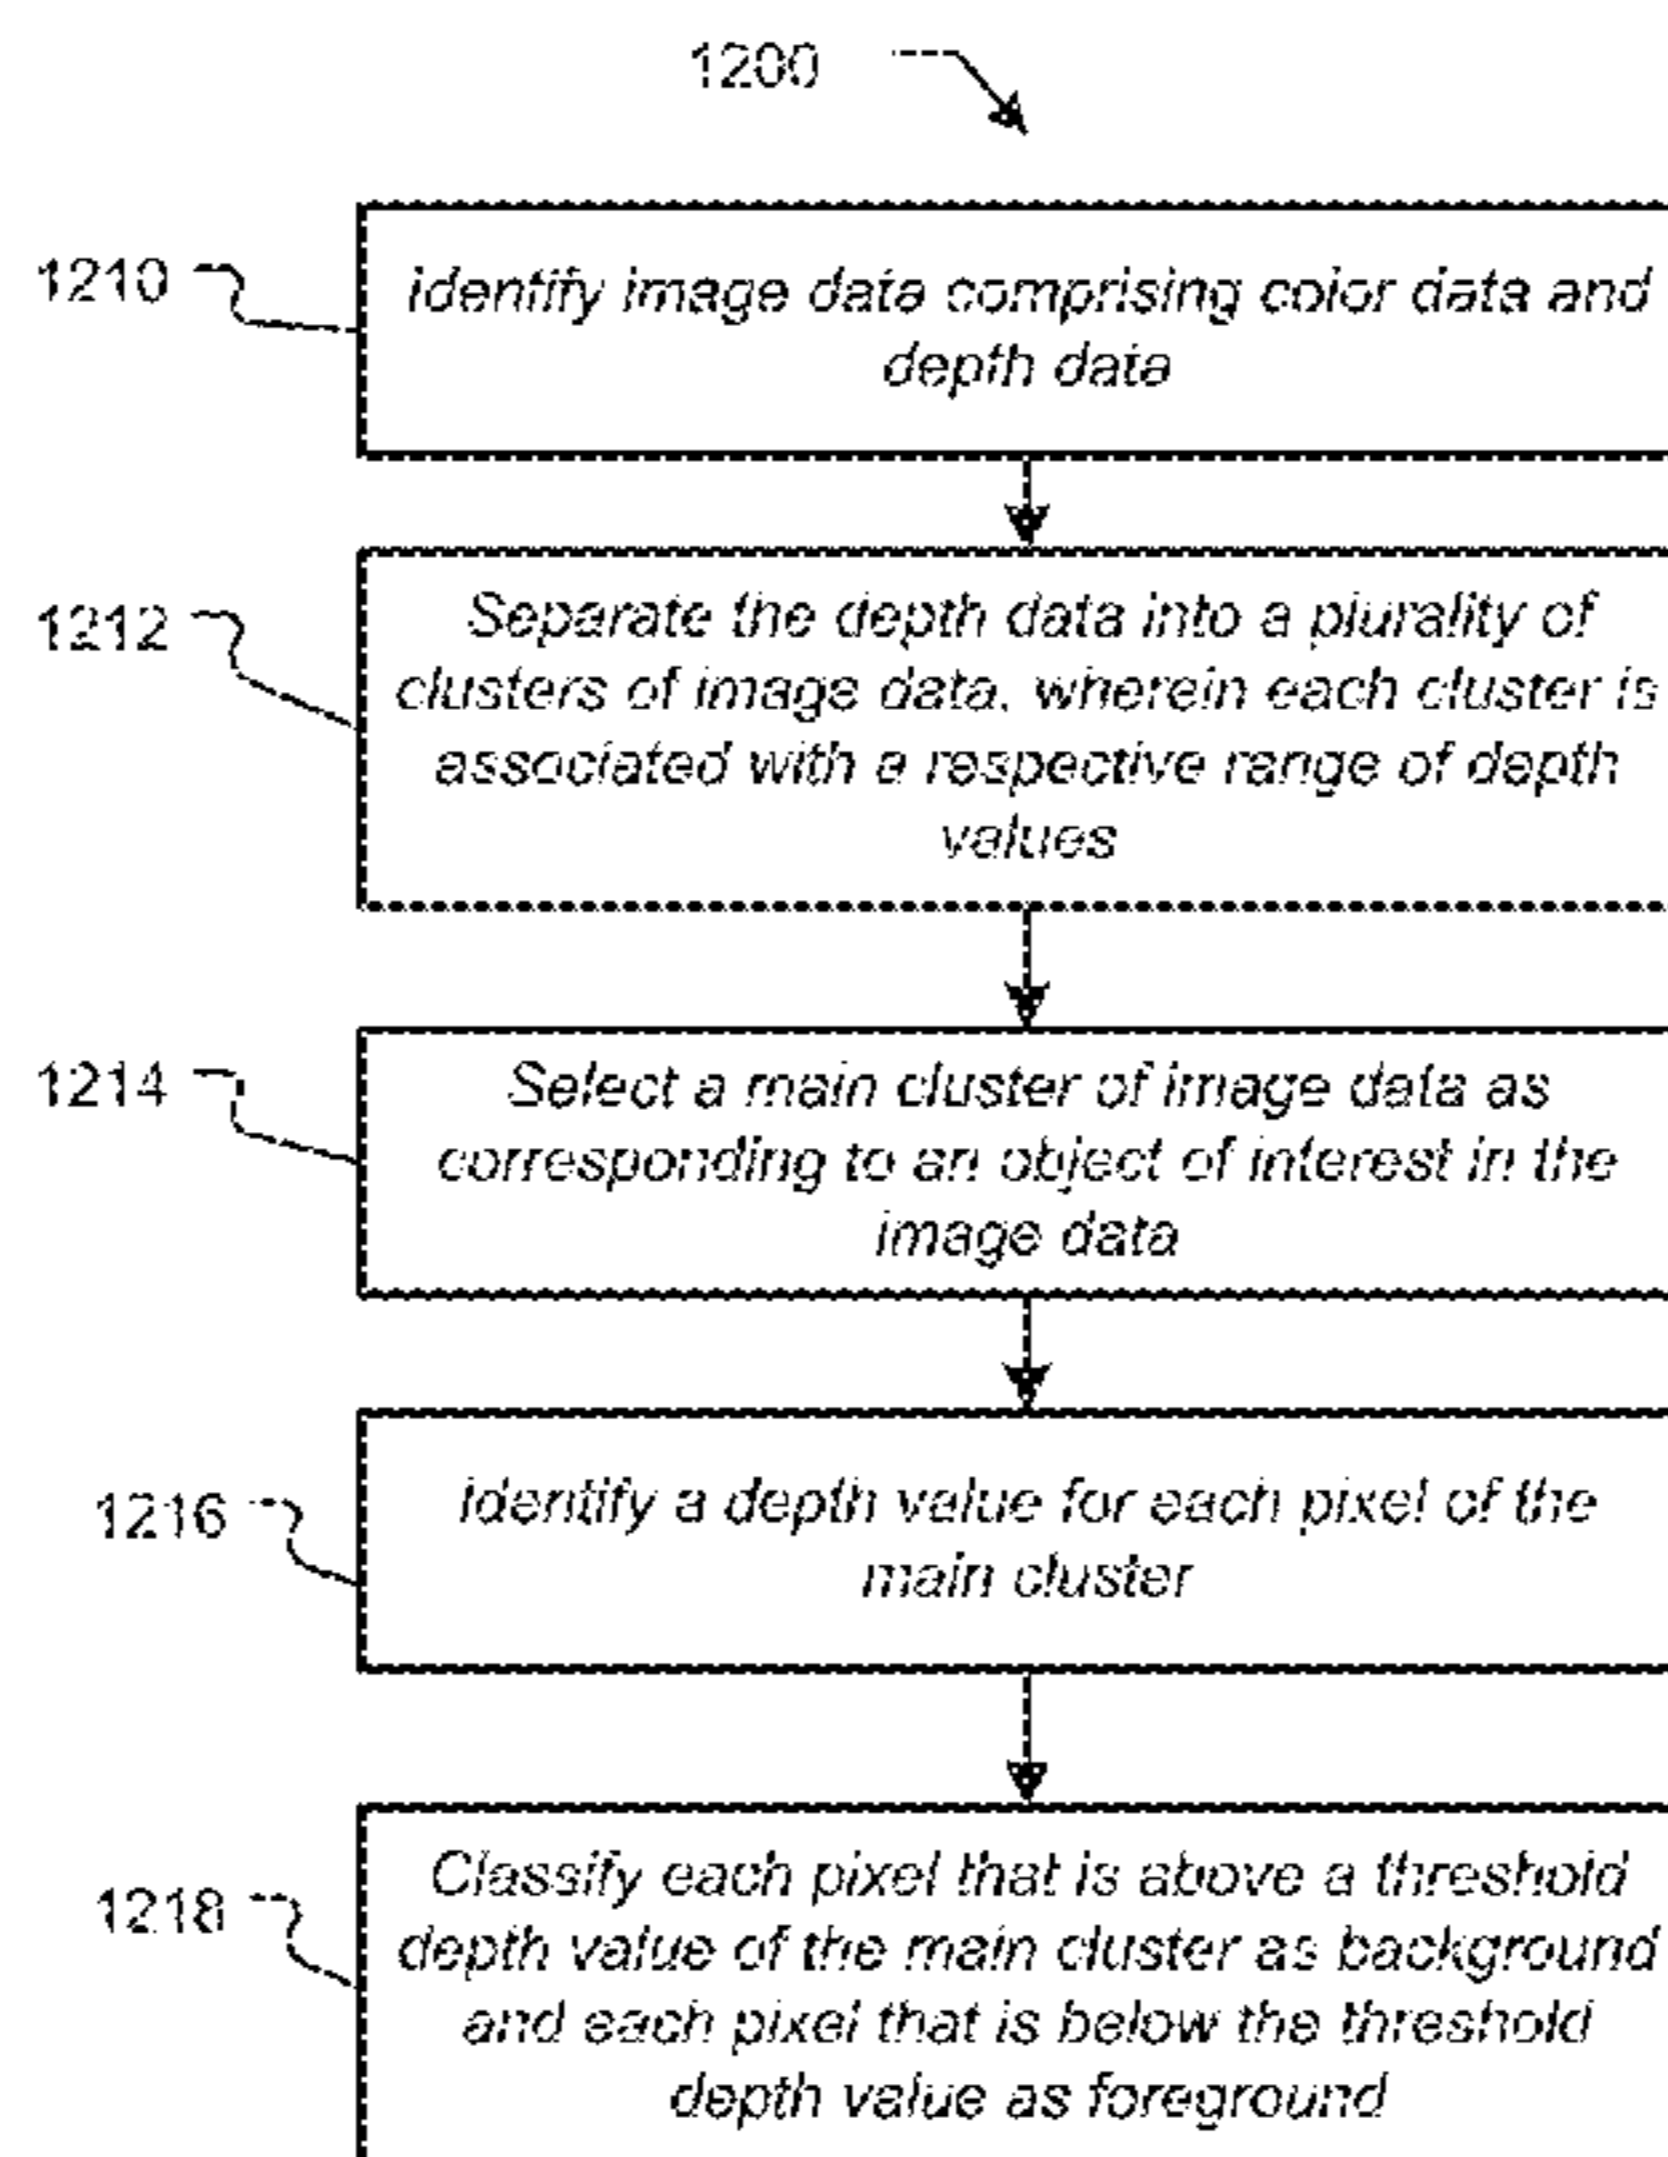 1200
1210
Identify image data comprising color data and
depth data
1212
Separate the depth data into a plurality of
clusters of image data, wherein each cluster is
associated with a respective range of depth
values
1214
Select a main cluster of image data as
corresponding to an object of interest in the
image data
1216
Identify a depth value for each pixel of the
main cluster
1218
Classify each pixel that is above a threshold
depth value of the main cluster as background
and each pixel that is below the threshold
depth value as foreground